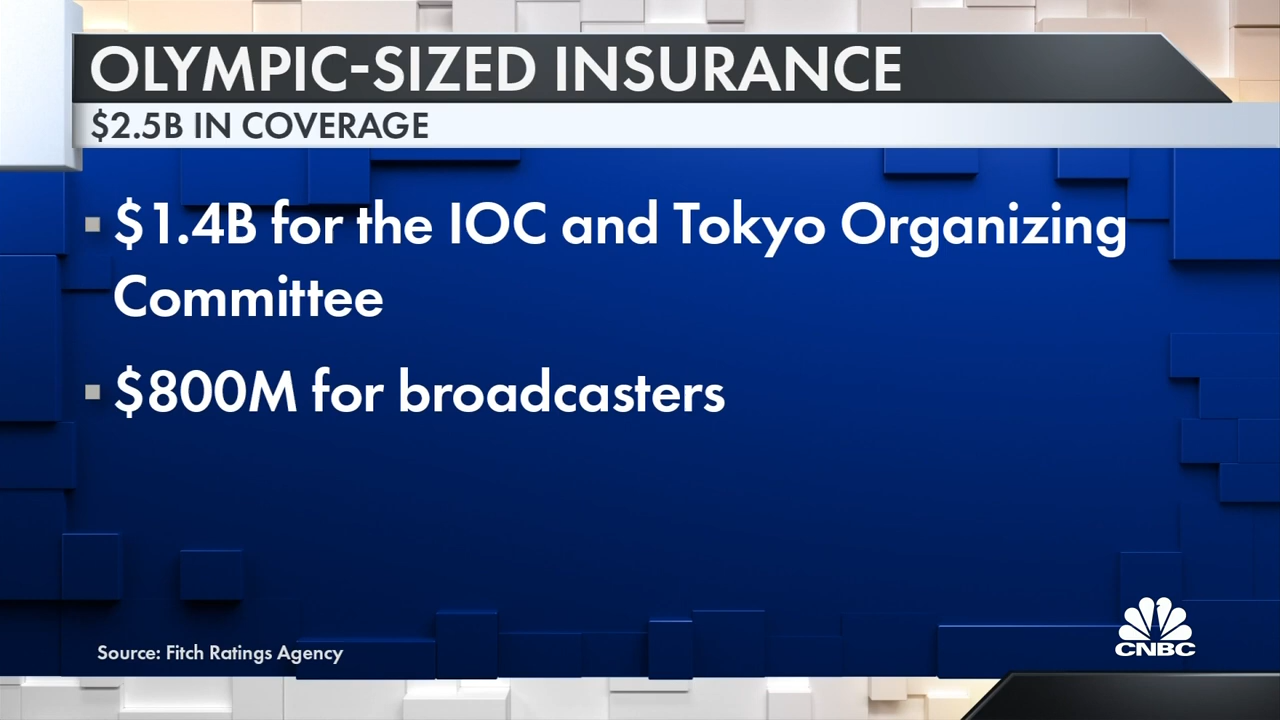 OLYMPIC-SIZED INSURANCE
$2.5B IN COVERAGE
$1.4B for the IOC and Tokyo Organizing
Committee
$800M for broadcasters
Source: Fitch Ratings Agency
CNBC